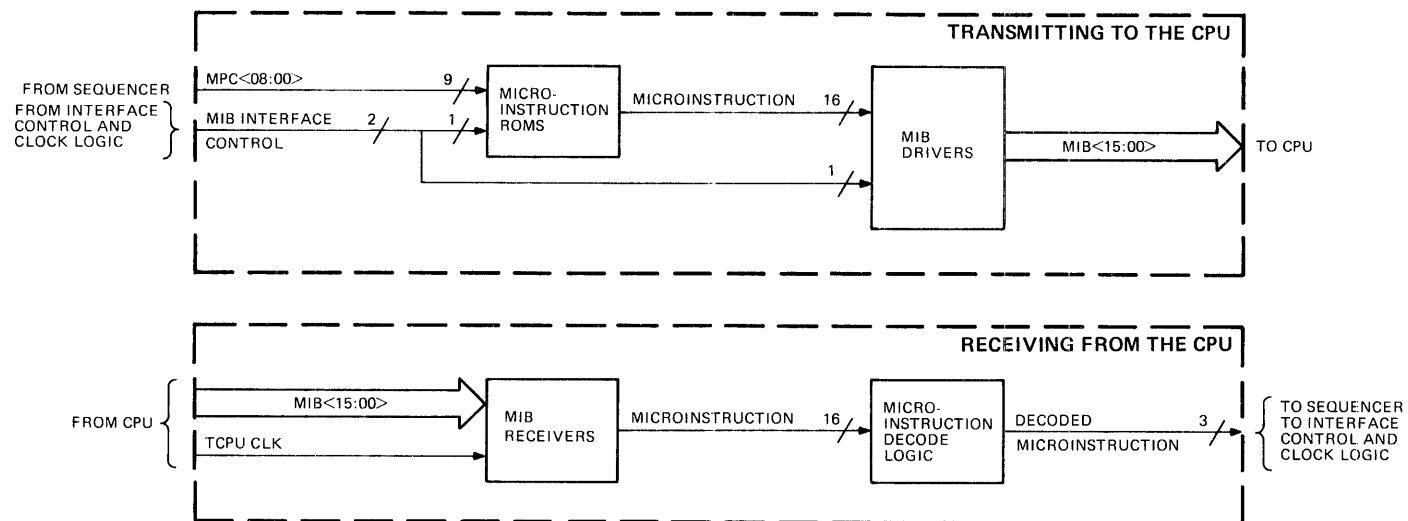 TRANSMITTING TO THE CPU
FROM SEQUENCER
FROM INTERFACE
CONTROL AND
CLOCK LOGIC
MPC<08:00>
9
MIB INTERFACE
CONTROL
2
1
MICRO-
INSTRUCTION
ROMS
MICROINSTRUCTION
16
1
MIB
DRIVERS
MIB<15:00>
TO CPU
RECEIVING FROM THE CPU
FROM CPU
MIB<15:00>
TCPU CLK
MIB
RECEIVERS
MICROINSTRUCTION
16
MICRO-
INSTRUCTION
DECODE
LOGIC
DECODED
MICROINSTRUCTION
3
TO SEQUENCER
TO INTERFACE
CONTROL AND
CLOCK LOGIC